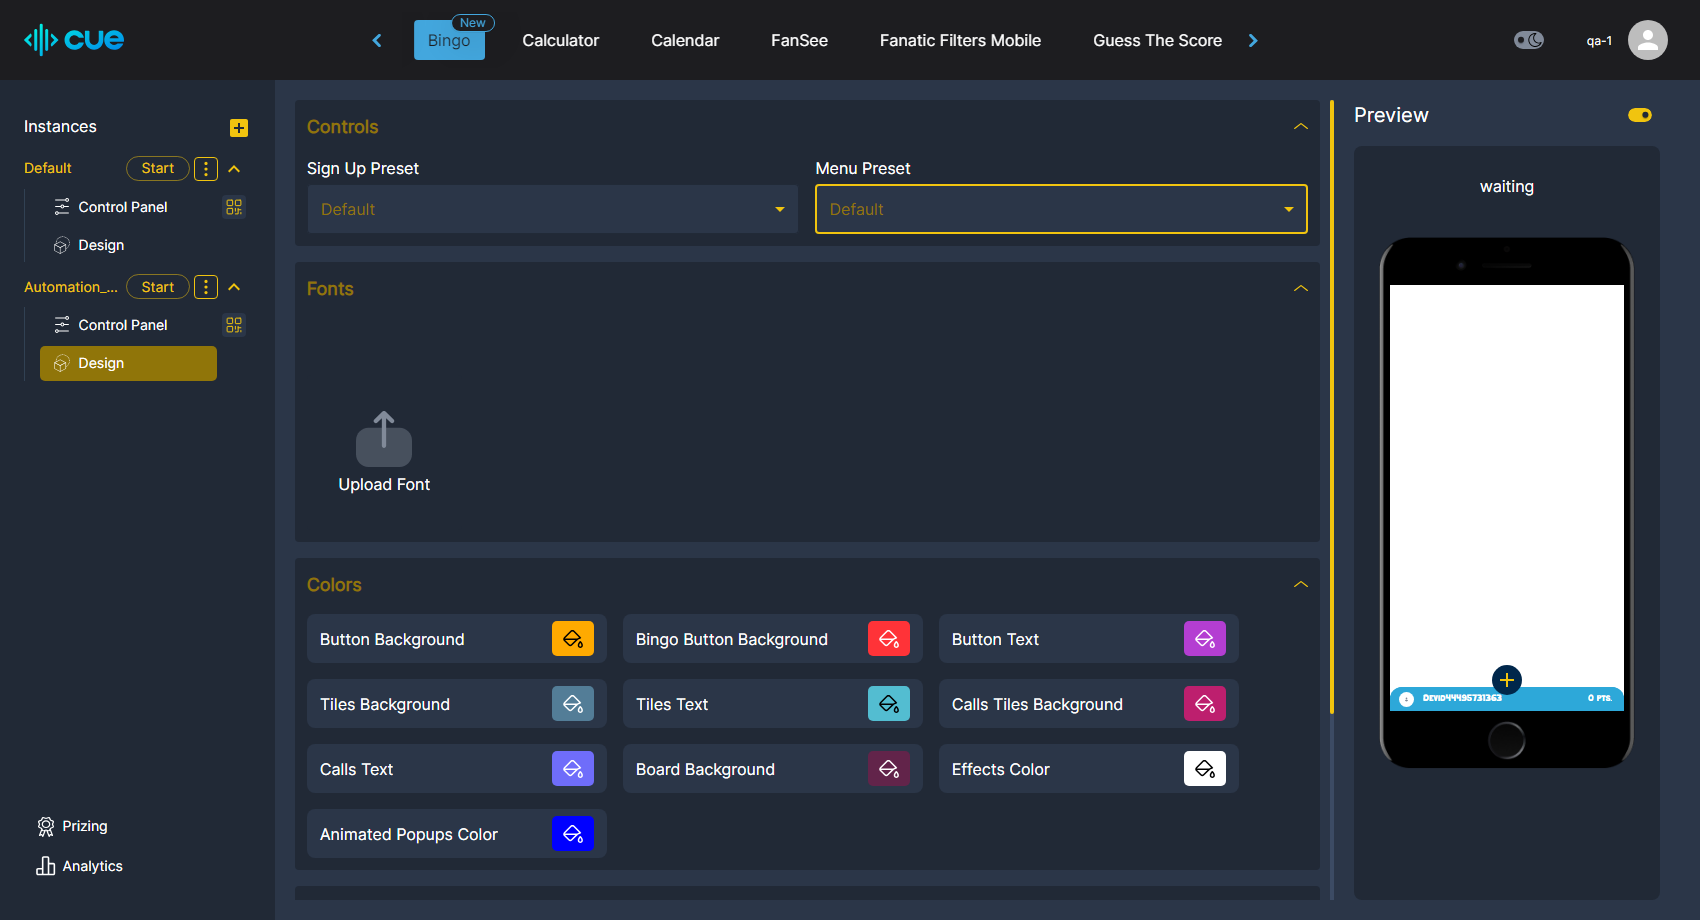 cue
Bingo
New
Calculator
Calendar
FanSee
Fanatic Filters Mobile
Guess The Score
qa-1
Instances
Default
Start
Control Panel
Design
Automation_...
Start
Control Panel
Design
Prizing
Analytics
Controls
Sign Up Preset
Default
Menu Preset
Default
Fonts
Upload Font
Colors
Button Background
Bingo Button Background
Button Text
Tiles Background
Tiles Text
Calls Tiles Background
Calls Text
Board Background
Effects Color
Animated Popups Color
Preview
waiting
DEVID44495731363
0 PTS.